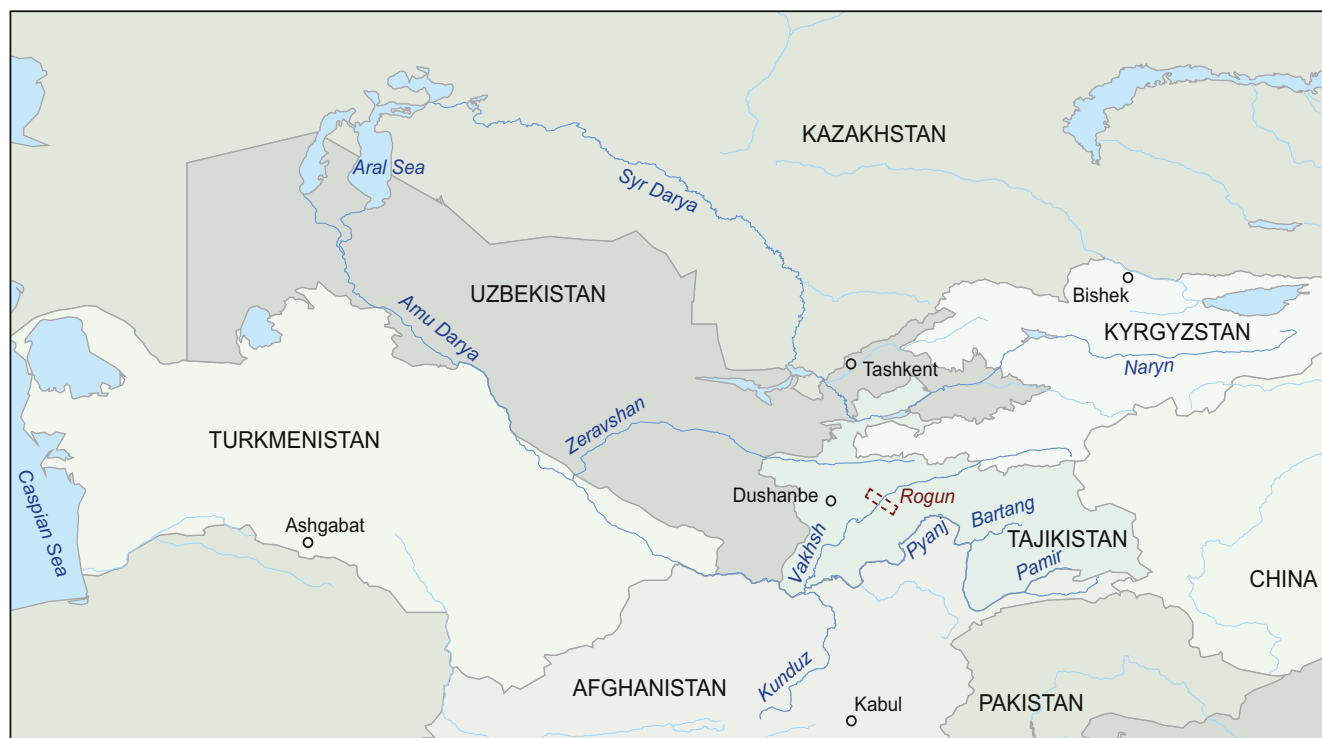 KAZAKHSTAN
Aral Sea
Syr Darya
UZBEKISTAN
Bishek
Amu Darya
KYRGYZSTAN
Tashkent
Naryn
Zeravshan
TURKMENISTAN
Caspian Sea
Dushanbe
Rogun
Ashgabat
Bartang
Pyanj
TAJIKISTAN
Vakhsh
Pamir
CHINA
Kunduz
AFGHANISTAN
Kabul
PAKISTAN